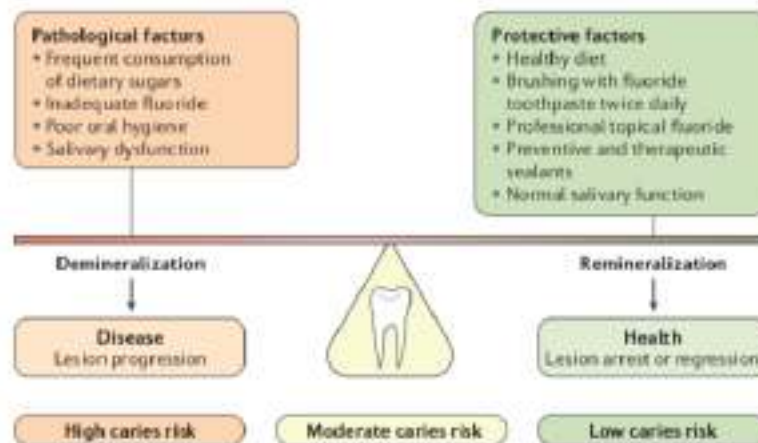 Pathological factors
• Frequent consumption
of dietary sugars
• Inadequate fluoride
• Poor oral hygiene
• Salivary dysfunction
Protective factors
• Healthy diet
• Brushing with fluoride
toothpaste twice daily
• Professional topical fluoride
• Preventive and therapeutic
sealants
• Normal salivary function
Demineralization
Remineralization
Disease
Lesion progression
Health
Lesion arrest or regression
High caries risk
Moderate caries risk
Low caries risk